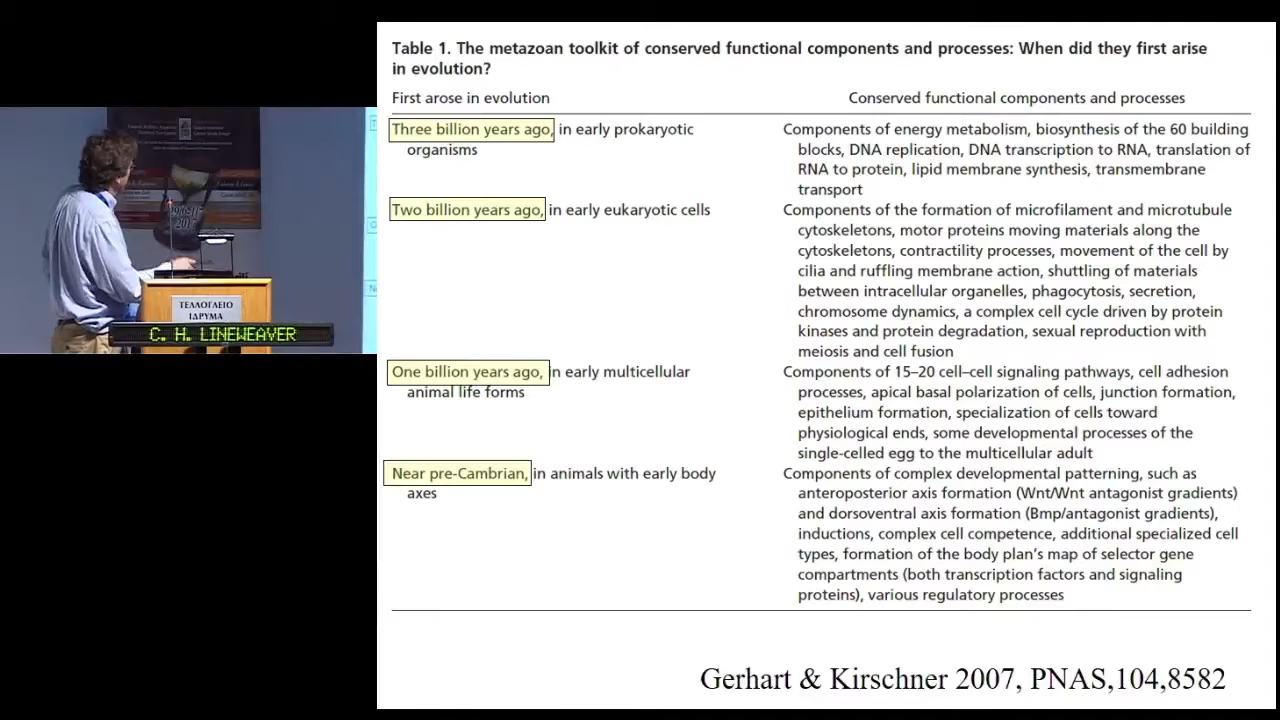 Table 1. The metazoan toolkit of conserved functional components and processes: When did they first arise
in evolution?
First arose in evolution
Conserved functional components and processes
Three billion years ago, in early prokaryotic
organisms
Components of energy metabolism, biosynthesis of the 60 building
blocks, DNA replication, DNA transcription to RNA, translation of
RNA to protein, lipid membrane synthesis, transmembrane
transport
Two billion years ago, in early eukaryotic cells
Components of the formation of microfilament and microtubule
cytoskeletons, motor proteins moving materials along the
cytoskeletons, contractility processes, movement of the cell by
cilia and ruffling membrane action, shuttling of materials
between intracellular organelles, phagocytosis, secretion,
chromosome dynamics, a complex cell cycle driven by protein
kinases and protein degradation, sexual reproduction with
meiosis and cell fusion
One billion years ago, in early multicellular
animal life forms
Components of 15–20 cell–cell signaling pathways, cell adhesion
processes, apical basal polarization of cells, junction formation,
epithelium formation, specialization of cells toward
physiological ends, some developmental processes of the
single-celled egg to the multicellular adult
Near pre-Cambrian, in animals with early body
axes
Components of complex developmental patterning, such as
anteroposterior axis formation (Wnt/Wnt antagonist gradients)
and dorsoventral axis formation (Bmp/antagonist gradients),
inductions, complex cell competence, additional specialized cell
types, formation of the body plan's map of selector gene
compartments (both transcription factors and signaling
proteins), various regulatory processes
Gerhart & Kirschner 2007, PNAS,104,8582
ΤΕΛΛΟΓΛΕΙΟ
ΙΔΡΥΜΑ
C. H. LINEWEAVER